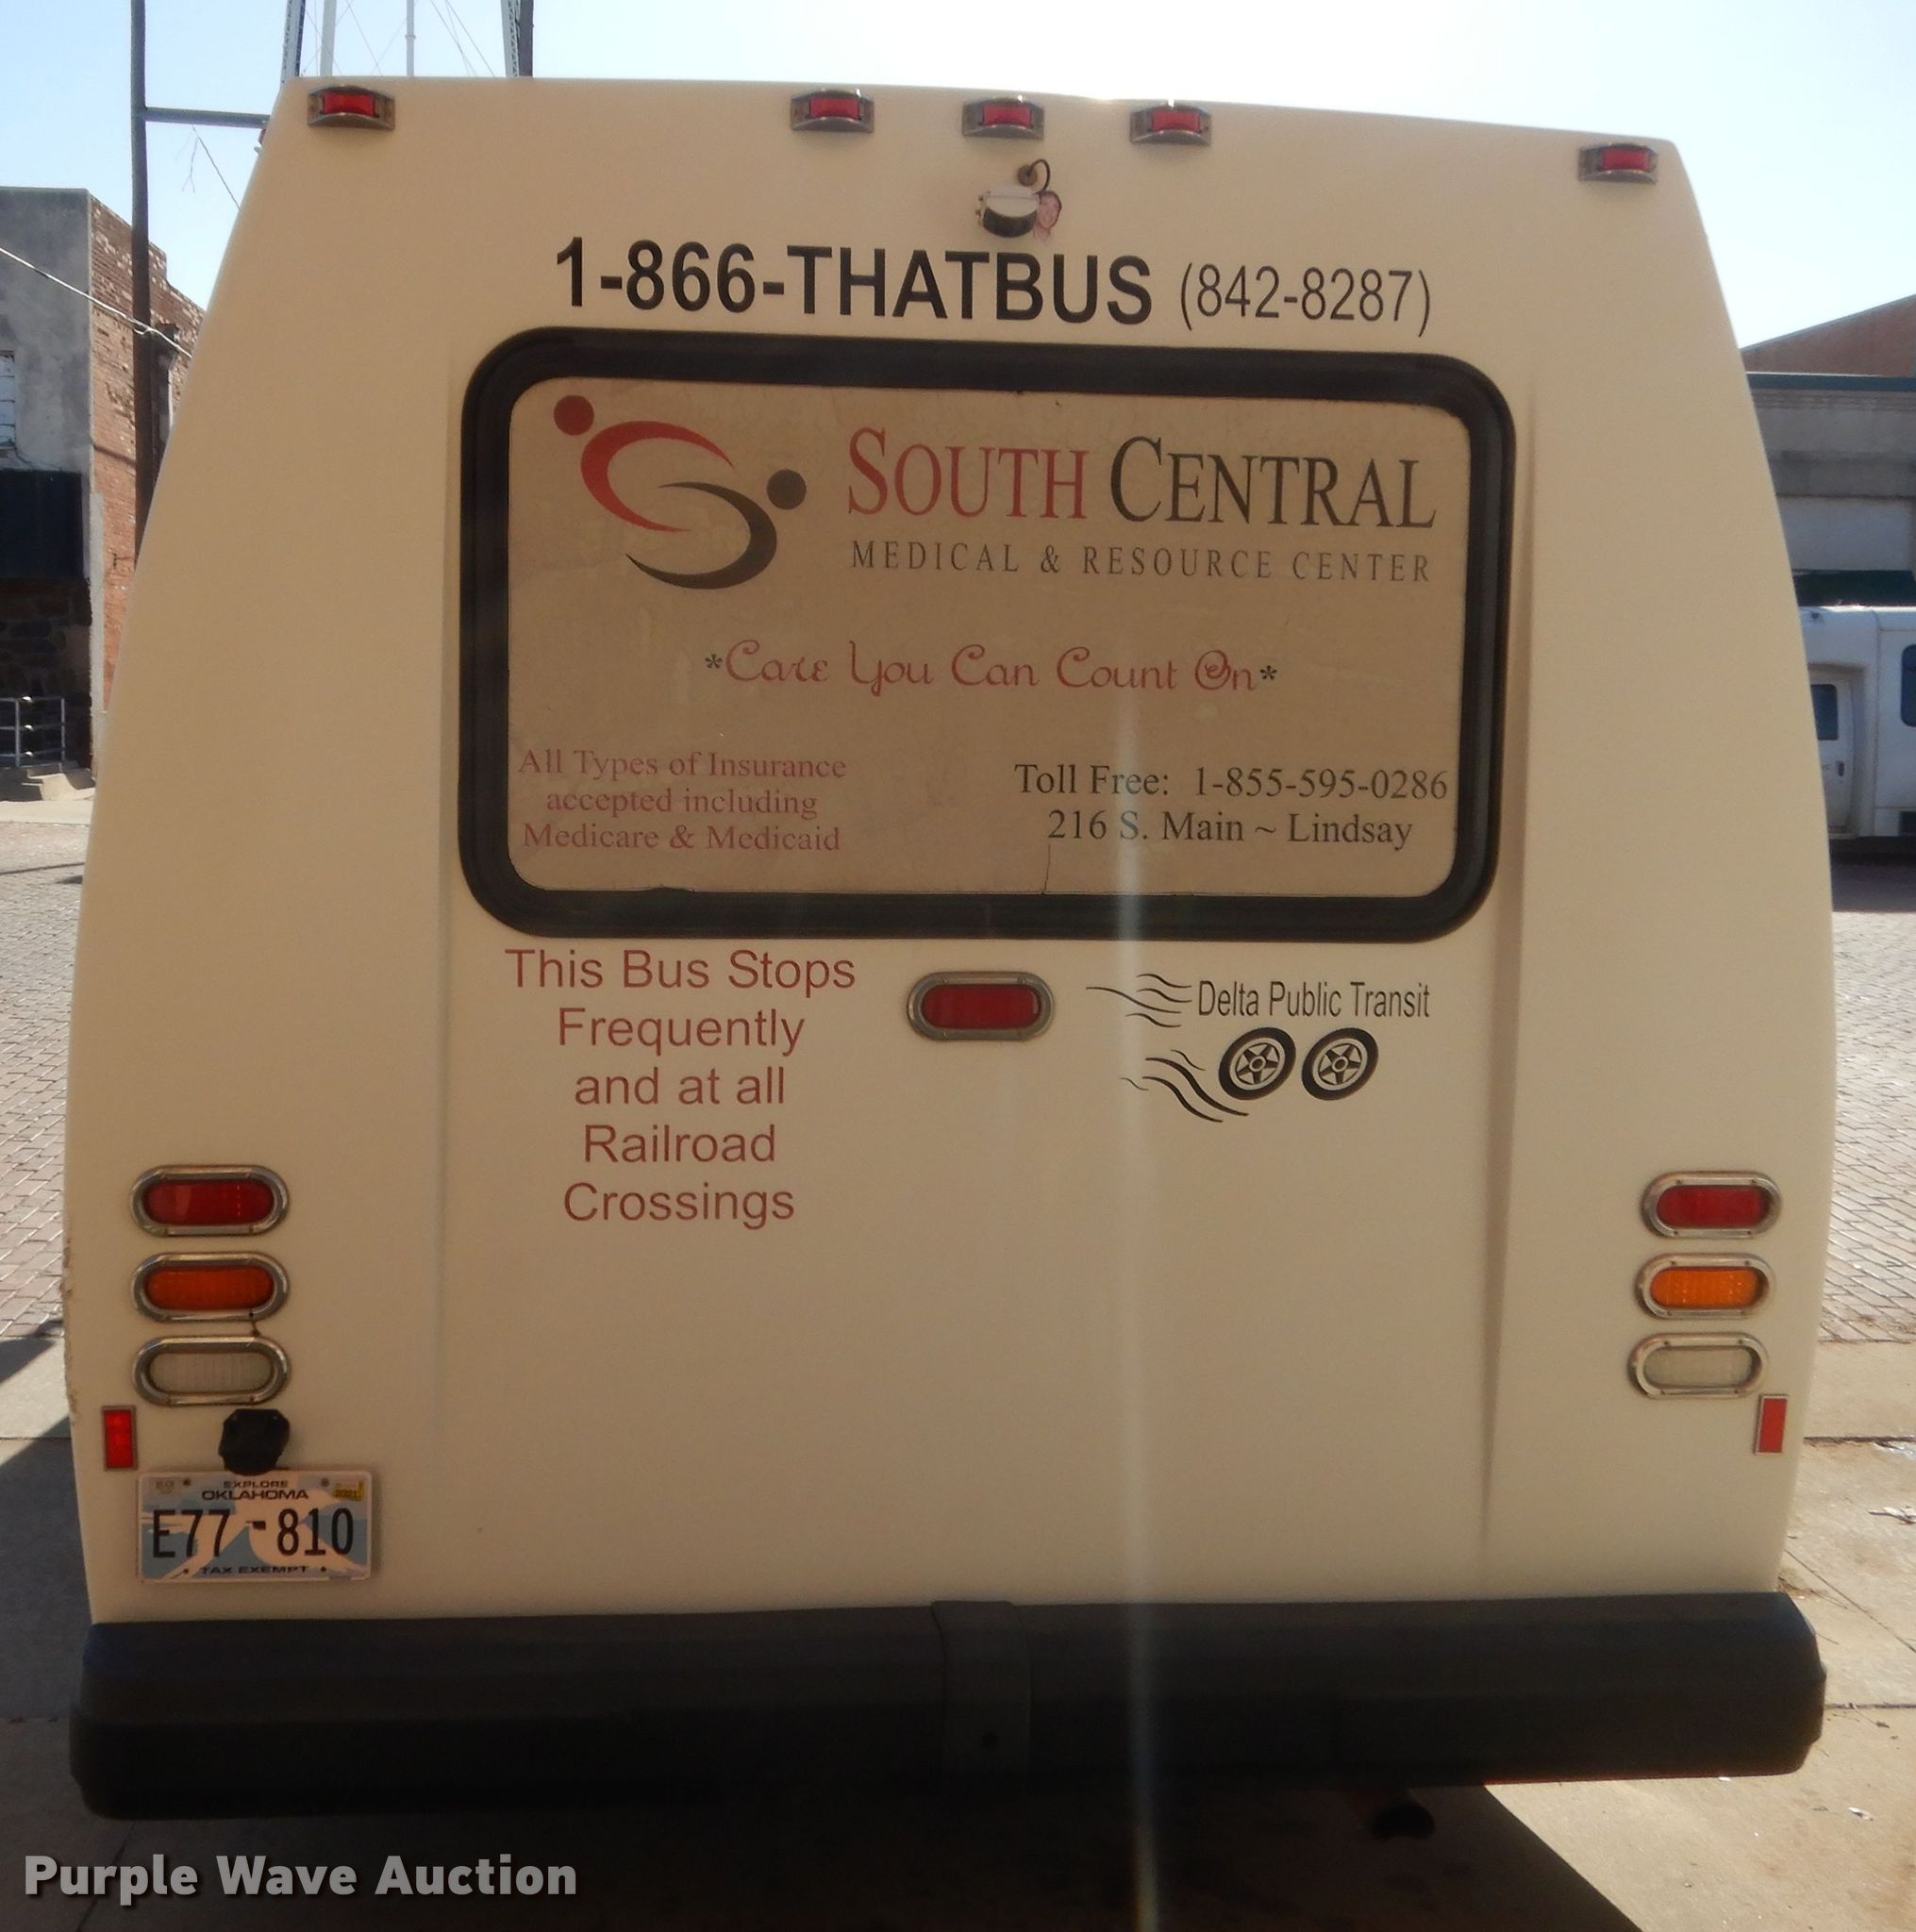 1-866-THATBUS (842-8287)
SOUTH CENTRAL
MEDICAL & RESOURCE CENTER
*Care You Can Count On*
All Types of Insurance
accepted including
Medicare & Medicaid
Toll Free: 1-855-595-0286
216 S. Main ~ Lindsay
This Bus Stops
Frequently
and at all
Railroad
Crossings
Delta Public Transit
EXPLORE
OKLAHOMA
2021
E77-810
TAX EXEMPT
Purple Wave Auction